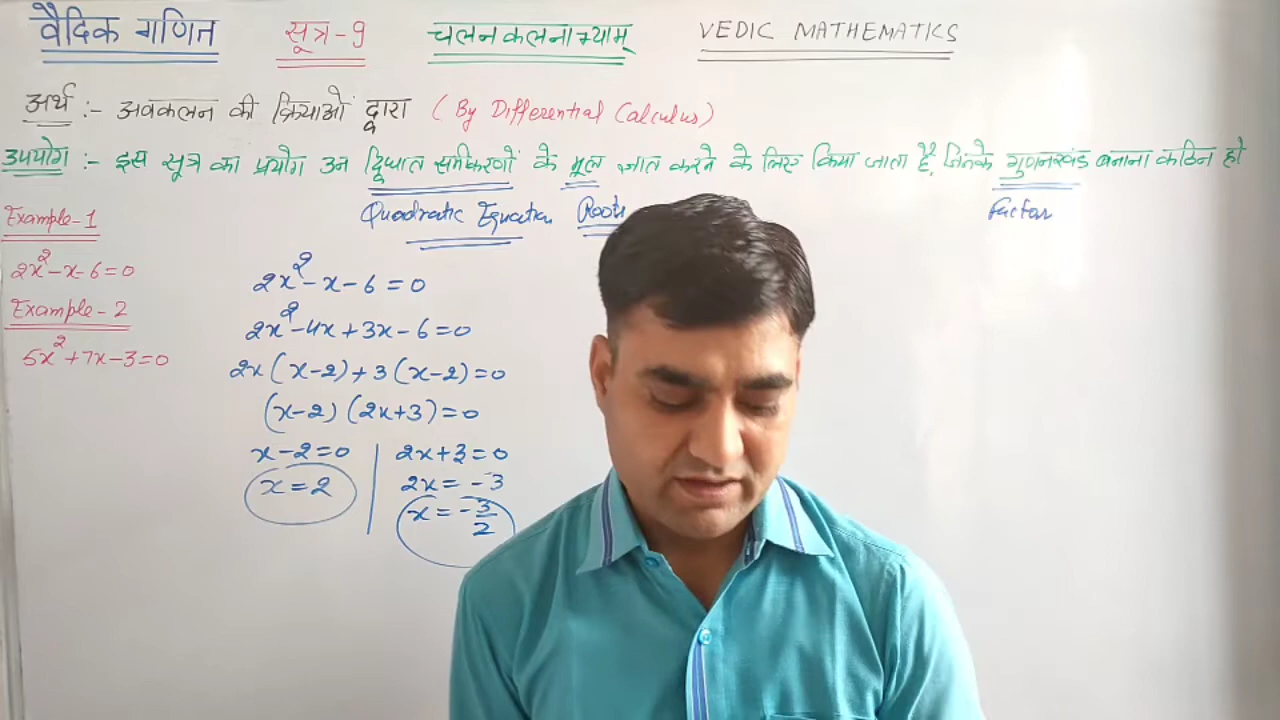 वैदिक गणित सूत्र-9 चलनकलनाभ्याम् VEDIC MATHEMATICS
अर्थ :- अवकलन की क्रियाओं द्वारा (By Differential Calculus)
उपयोग :- इस सूत्र का प्रयोग उन द्विघात समीकरणों के मूल ज्ञात करने के लिए किया जाता है, जिनके गुणनखंड बनाना कठिन हो
Quadratic Equation Roots Factor
Example-1
2x²-x-6=0
Example-2
5x²+7x-3=0
2x²-x-6=0
2x²-4x+3x-6=0
2x(x-2)+3(x-2)=0
(x-2)(2x+3)=0
x-2=0 | 2x+3=0
x=2 | 2x=-3
x=-3/2